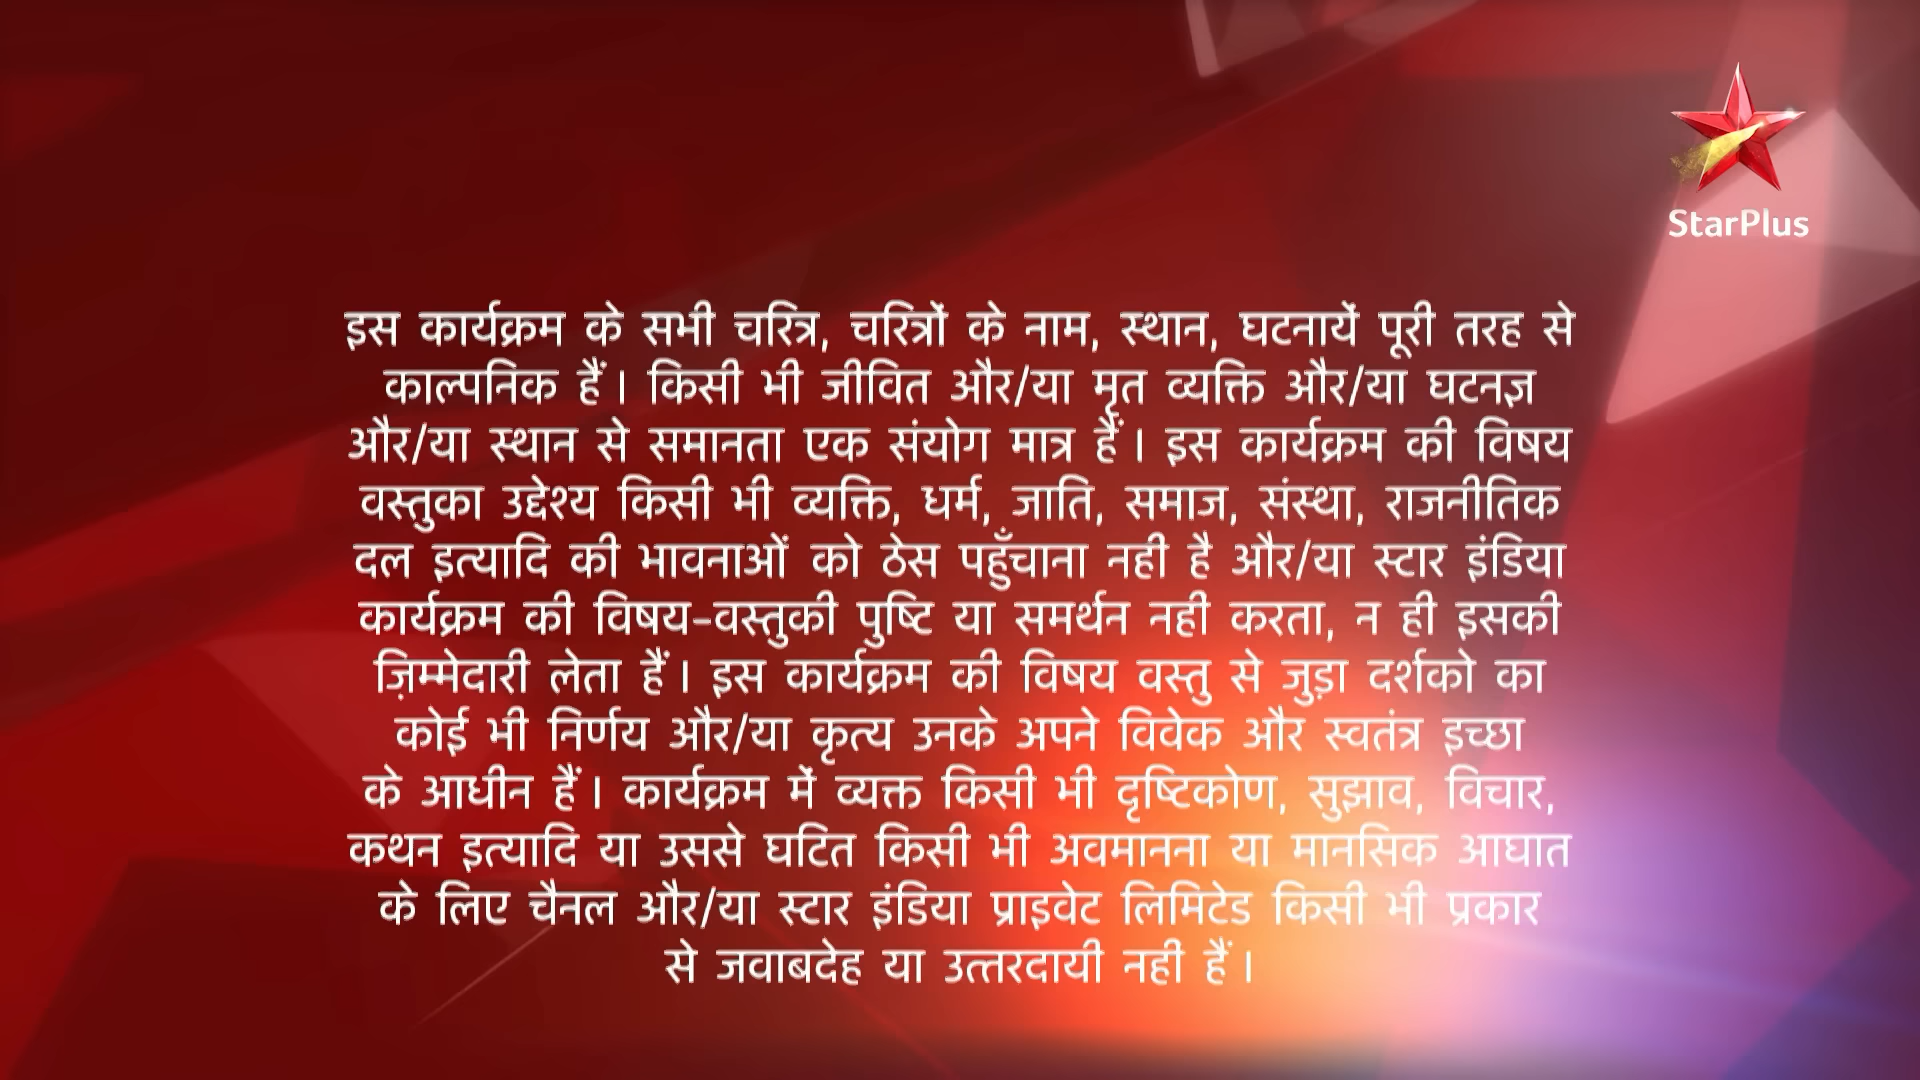 StarPlus
इस कार्यक्रम के सभी चरित्र, चरित्रों के नाम, स्थान, घटनायें पूरी तरह से
काल्पनिक हैं। किसी भी जीवित और/या मृत व्यक्ति और/या घटनज्ञ
और/या स्थान से समानता एक संयोग मात्र हैं। इस कार्यक्रम की विषय
वस्तुका उद्देश्य किसी भी व्यक्ति, धर्म, जाति, समाज, संस्था, राजनीतिक
दल इत्यादि की भावनाओं को ठेस पहुँचाना नही है और/या स्टार इंडिया
कार्यक्रम की विषय-वस्तुकी पुष्टि या समर्थन नही करता, न ही इसकी
ज़िम्मेदारी लेता हैं। इस कार्यक्रम की विषय वस्तु से जुड़ा दर्शको का
कोई भी निर्णय और/या कृत्य उनके अपने विवेक और स्वतंत्र इच्छा
के आधीन हैं। कार्यक्रम में व्यक्त किसी भी दृष्टिकोण, सुझाव, विचार,
कथन इत्यादि या उससे घटित किसी भी अवमानना या मानसिक आघात
के लिए चैनल और/या स्टार इंडिया प्राइवेट लिमिटेड किसी भी प्रकार
से जवाबदेह या उत्तरदायी नही हैं।